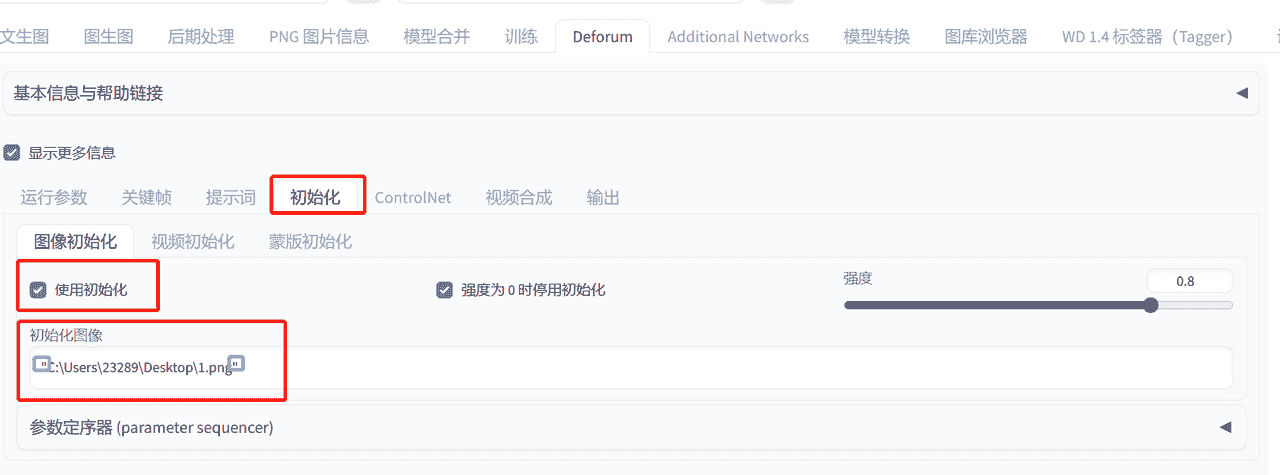 文生图 图生图 后期处理 PNG 图片信息 模型合并 训练 Deforum Additional Networks 模型转换 图库浏览器 WD 1.4 标签器（Tagger）
基本信息与帮助链接
显示更多信息
运行参数 关键帧 提示词 初始化 ControlNet 视频合成 输出
图像初始化 视频初始化 蒙版初始化
使用初始化 强度为 0 时停用初始化 强度 0.8
初始化图像
"C:\Users\23289\Desktop\1.png"
参数定序器 (parameter sequencer)